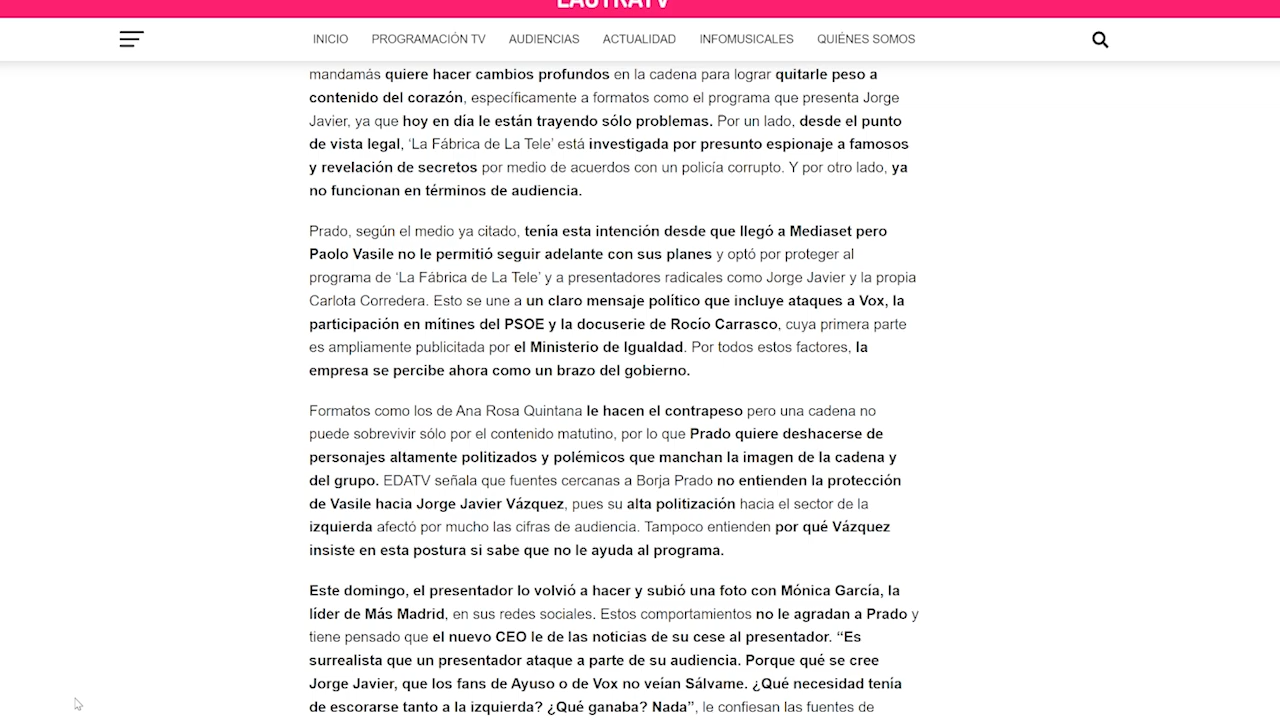 LAOTRATV
INICIO PROGRAMACIÓN TV AUDIENCIAS ACTUALIDAD INFOMUSICALES QUIÉNES SOMOS
mandamás quiere hacer cambios profundos en la cadena para lograr quitarle peso a
contenido del corazón, específicamente a formatos como el programa que presenta Jorge
Javier, ya que hoy en día le están trayendo sólo problemas. Por un lado, desde el punto
de vista legal, ‘La Fábrica de La Tele’ está investigada por presunto espionaje a famosos
y revelación de secretos por medio de acuerdos con un policía corrupto. Y por otro lado, ya
no funcionan en términos de audiencia.
Prado, según el medio ya citado, tenía esta intención desde que llegó a Mediaset pero
Paolo Vasile no le permitió seguir adelante con sus planes y optó por proteger al
programa de ‘La Fábrica de La Tele’ y a presentadores radicales como Jorge Javier y la propia
Carlota Corredera. Esto se une a un claro mensaje político que incluye ataques a Vox, la
participación en mítines del PSOE y la docuserie de Rocío Carrasco, cuya primera parte
es ampliamente publicitada por el Ministerio de Igualdad. Por todos estos factores, la
empresa se percibe ahora como un brazo del gobierno.
Formatos como los de Ana Rosa Quintana le hacen el contrapeso pero una cadena no
puede sobrevivir sólo por el contenido matutino, por lo que Prado quiere deshacerse de
personajes altamente politizados y polémicos que manchan la imagen de la cadena y
del grupo. EDATV señala que fuentes cercanas a Borja Prado no entienden la protección
de Vasile hacia Jorge Javier Vázquez, pues su alta politización hacia el sector de la
izquierda afectó por mucho las cifras de audiencia. Tampoco entienden por qué Vázquez
insiste en esta postura si sabe que no le ayuda al programa.
Este domingo, el presentador lo volvió a hacer y subió una foto con Mónica García, la
líder de Más Madrid, en sus redes sociales. Estos comportamientos no le agradan a Prado y
tiene pensado que el nuevo CEO le de las noticias de su cese al presentador. “Es
surrealista que un presentador ataque a parte de su audiencia. Porque qué se cree
Jorge Javier, que los fans de Ayuso o de Vox no veían Sálvame. ¿Qué necesidad tenía
de escorarse tanto a la izquierda? ¿Qué ganaba? Nada”, le confiesan las fuentes de